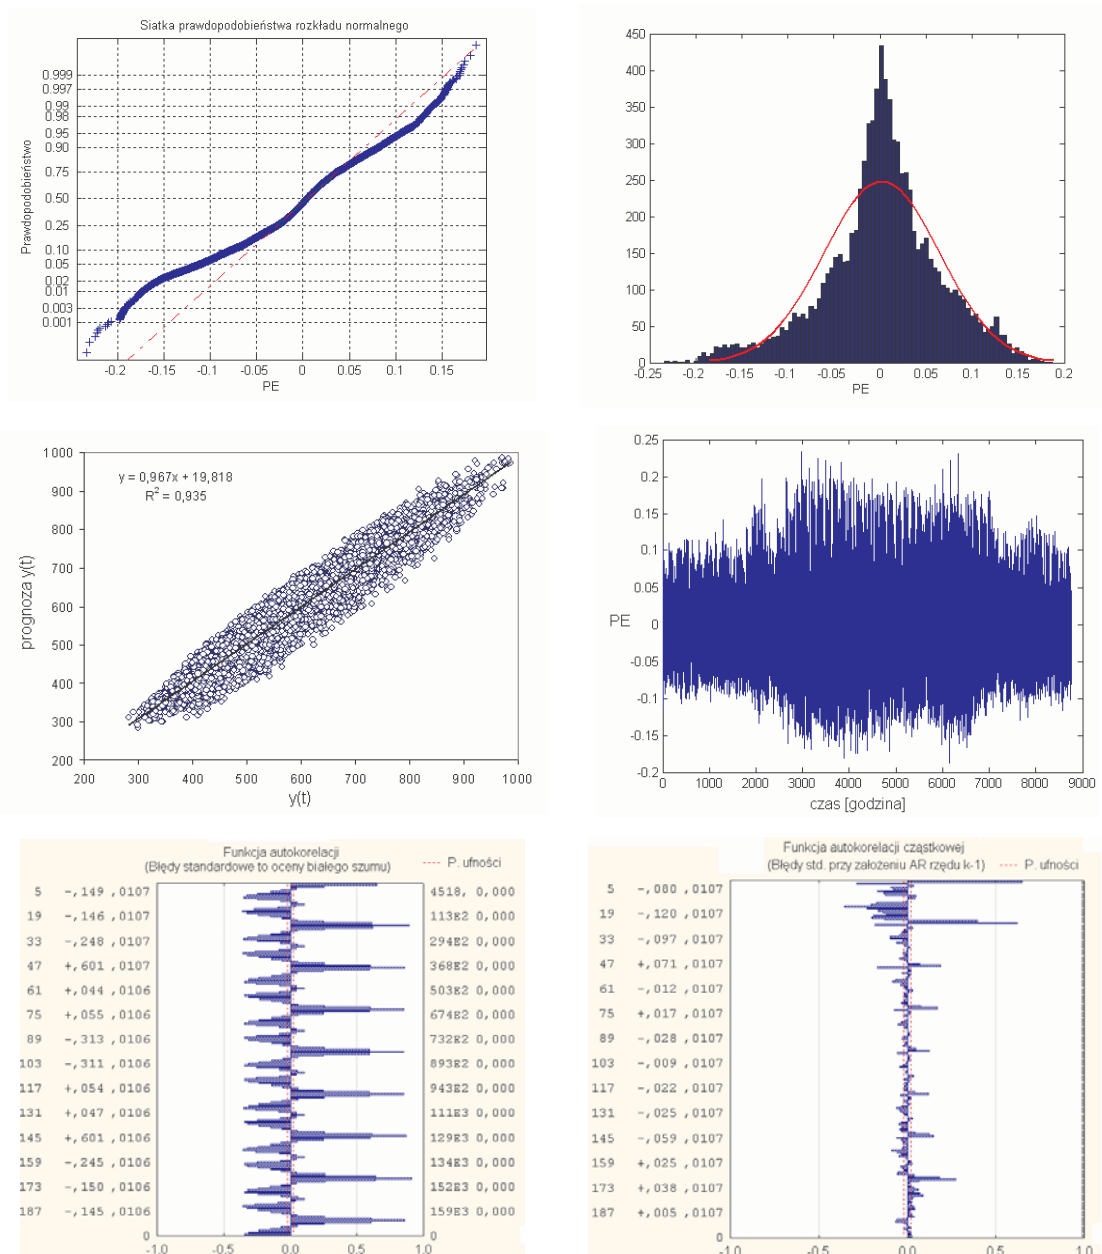 Siatka prawdopodobieństwa rozkładu normalnego
Prawdopodobieństwo
0.999
0.997
0.99
0.98
0.95
0.90
0.75
0.50
0.25
0.10
0.05
0.02
0.01
0.003
0.001
-0.2 -0.15 -0.1 -0.05 0 0.05 0.1 0.15
PE
450
400
350
300
250
200
150
100
50
0
-0.25 -0.2 -0.15 -0.1 -0.05 0 0.05 0.1 0.15 0.2
PE
y = 0,967x + 19,818
R² = 0,935
prognoza y(t)
1000
900
800
700
600
500
400
300
200
200 300 400 500 600 700 800 900 1000
y(t)
0.25
0.2
0.15
0.1
0.05
0
-0.05
-0.1
-0.15
-0.2
PE
0 1000 2000 3000 4000 5000 6000 7000 8000 9000
czas [godzina]
Funkcja autokorelacji
(Błędy standardowe to oceny białego szumu) P. ufności
5 -,149 ,0107 4518, 0,000
19 -,146 ,0107 113E2 0,000
33 -,248 ,0107 294E2 0,000
47 +,601 ,0107 368E2 0,000
61 +,044 ,0106 503E2 0,000
75 +,055 ,0106 674E2 0,000
89 -,313 ,0106 732E2 0,000
103 -,311 ,0106 893E2 0,000
117 +,054 ,0106 943E2 0,000
131 +,047 ,0106 111E3 0,000
145 +,601 ,0106 129E3 0,000
159 -,245 ,0106 134E3 0,000
173 -,150 ,0106 152E3 0,000
187 -,145 ,0106 159E3 0,000
0 0
-1.0 -0.5 0.0 0.5 1.0
Funkcja autokorelacji cząstkowej
(Błędy std. przy założeniu AR rzędu k-1) P. ufności
5 -,080 ,0107
19 -,120 ,0107
33 -,097 ,0107
47 +,071 ,0107
61 -,012 ,0107
75 +,017 ,0107
89 -,028 ,0107
103 -,009 ,0107
117 -,022 ,0107
131 -,025 ,0107
145 -,059 ,0107
159 +,025 ,0107
173 +,038 ,0107
187 +,005 ,0107
0
-1.0 -0.5 0.0 0.5 1.0